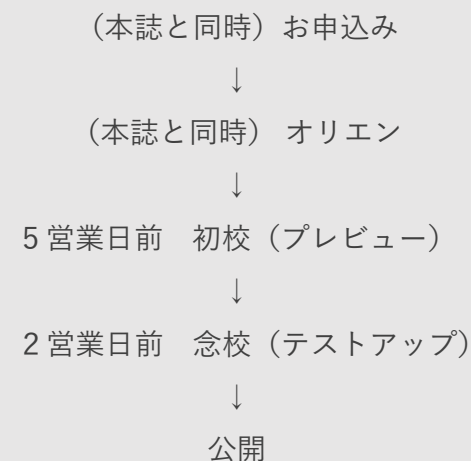 （本誌と同時）お申込み
↓
（本誌と同時） オリエン
↓
5 営業日前　初校（プレビュー）
↓
2 営業日前　念校（テストアップ）
↓
公開